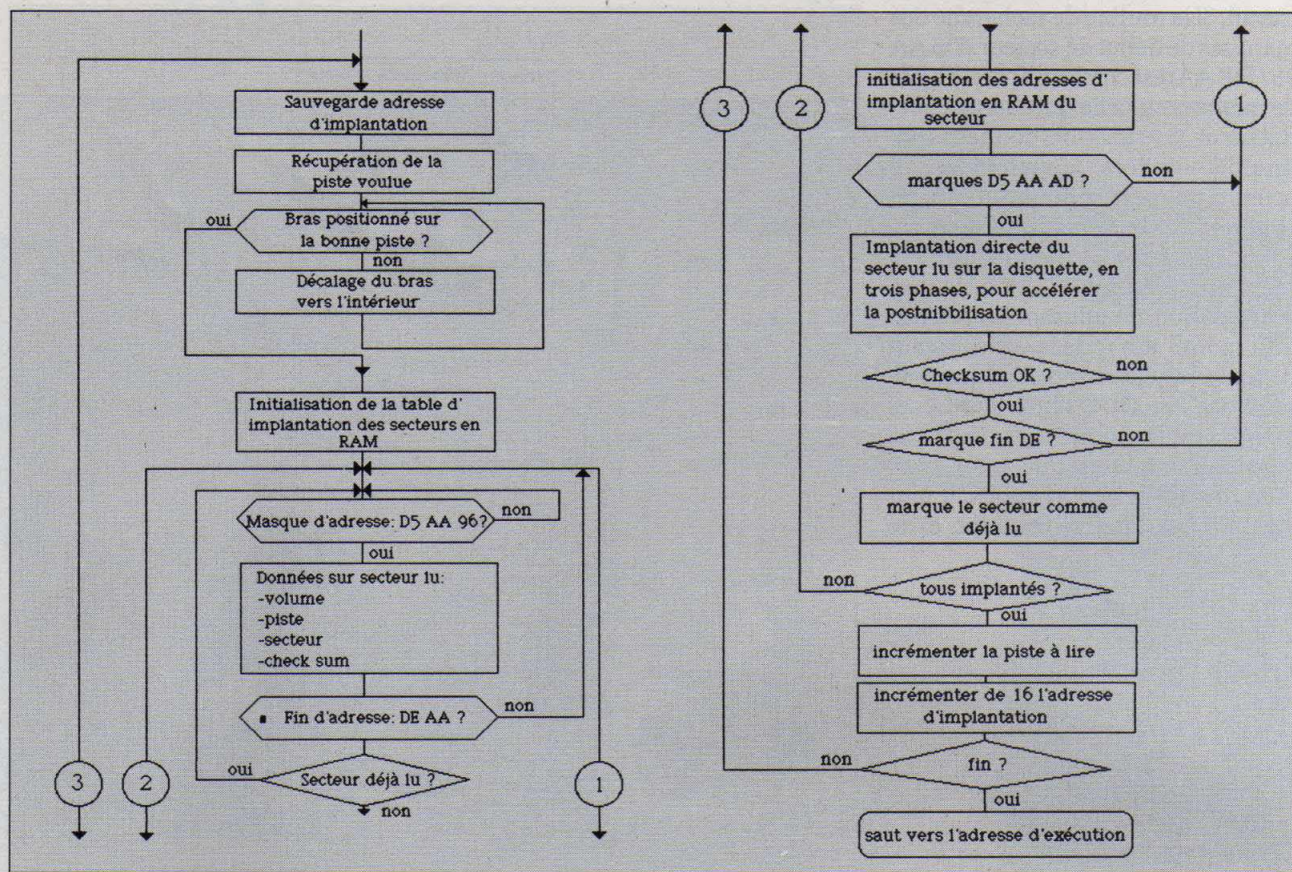 Sauvegarde adresse
d'implantation
Récupération de la
piste voulue
oui
Bras positionné sur
la bonne piste ?
non
Décalage du bras
vers l'intérieur
Initialisation de la table d'
implantation des secteurs en
RAM
Masque d'adresse: D5 AA 96?
non
oui
Données sur secteur lu:
-volume
-piste
-secteur
-check sum
Fin d'adresse: DE AA ?
non
oui
Secteur déjà lu ?
non
3
2
1
3
2
1
initialisation des adresses d'
implantation en RAM du
secteur
marques D5 AA AD ?
non
oui
Implantation directe du
secteur lu sur la disquette, en
trois phases, pour accélérer
la postnibbilisation
Checksum OK ?
non
oui
marque fin DE ?
non
oui
marque le secteur comme
déjà lu
non
tous implantés ?
oui
incrémenter la piste à lire
incrémenter de 16 l'adresse
d'implantation
non
fin ?
oui
saut vers l'adresse d'exécution